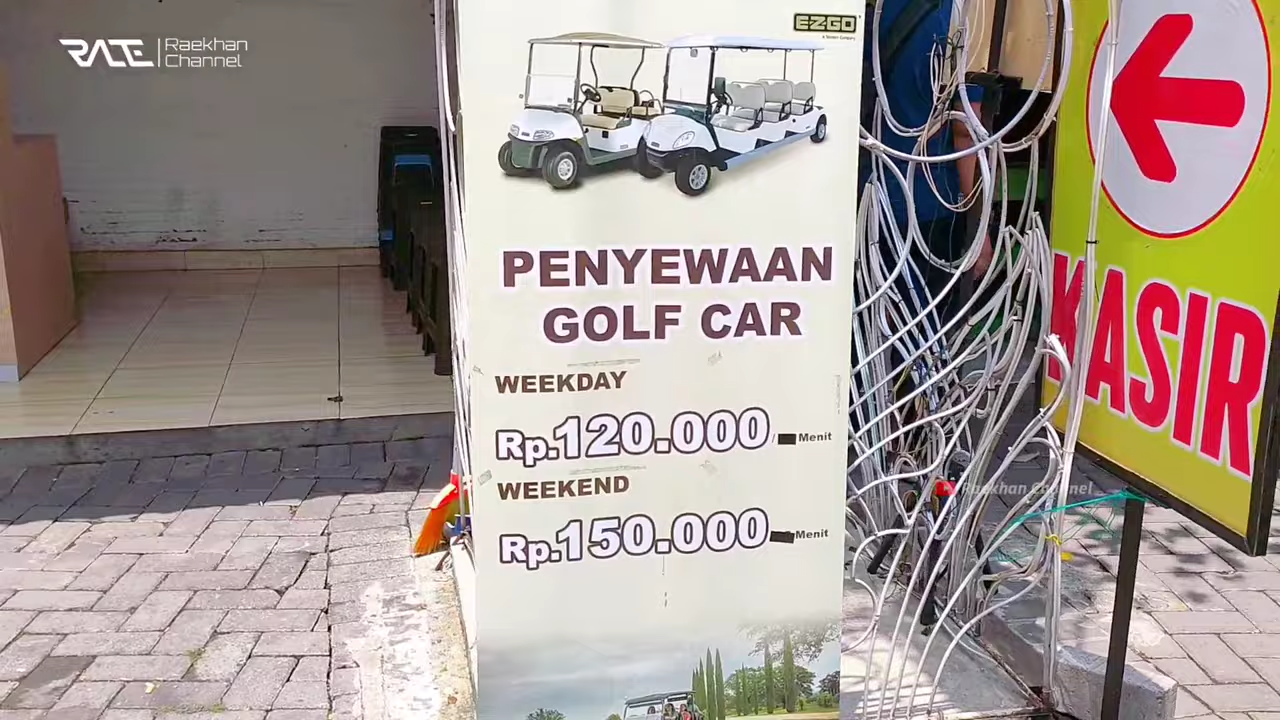 RACE
Raekhan
Channel
EZGO
PENYEWAAN
GOLF CAR
WEEKDAY
Rp.120.000/ Menit
WEEKEND
Rp.150.000/ Menit
KASIR
Raekhan Channel